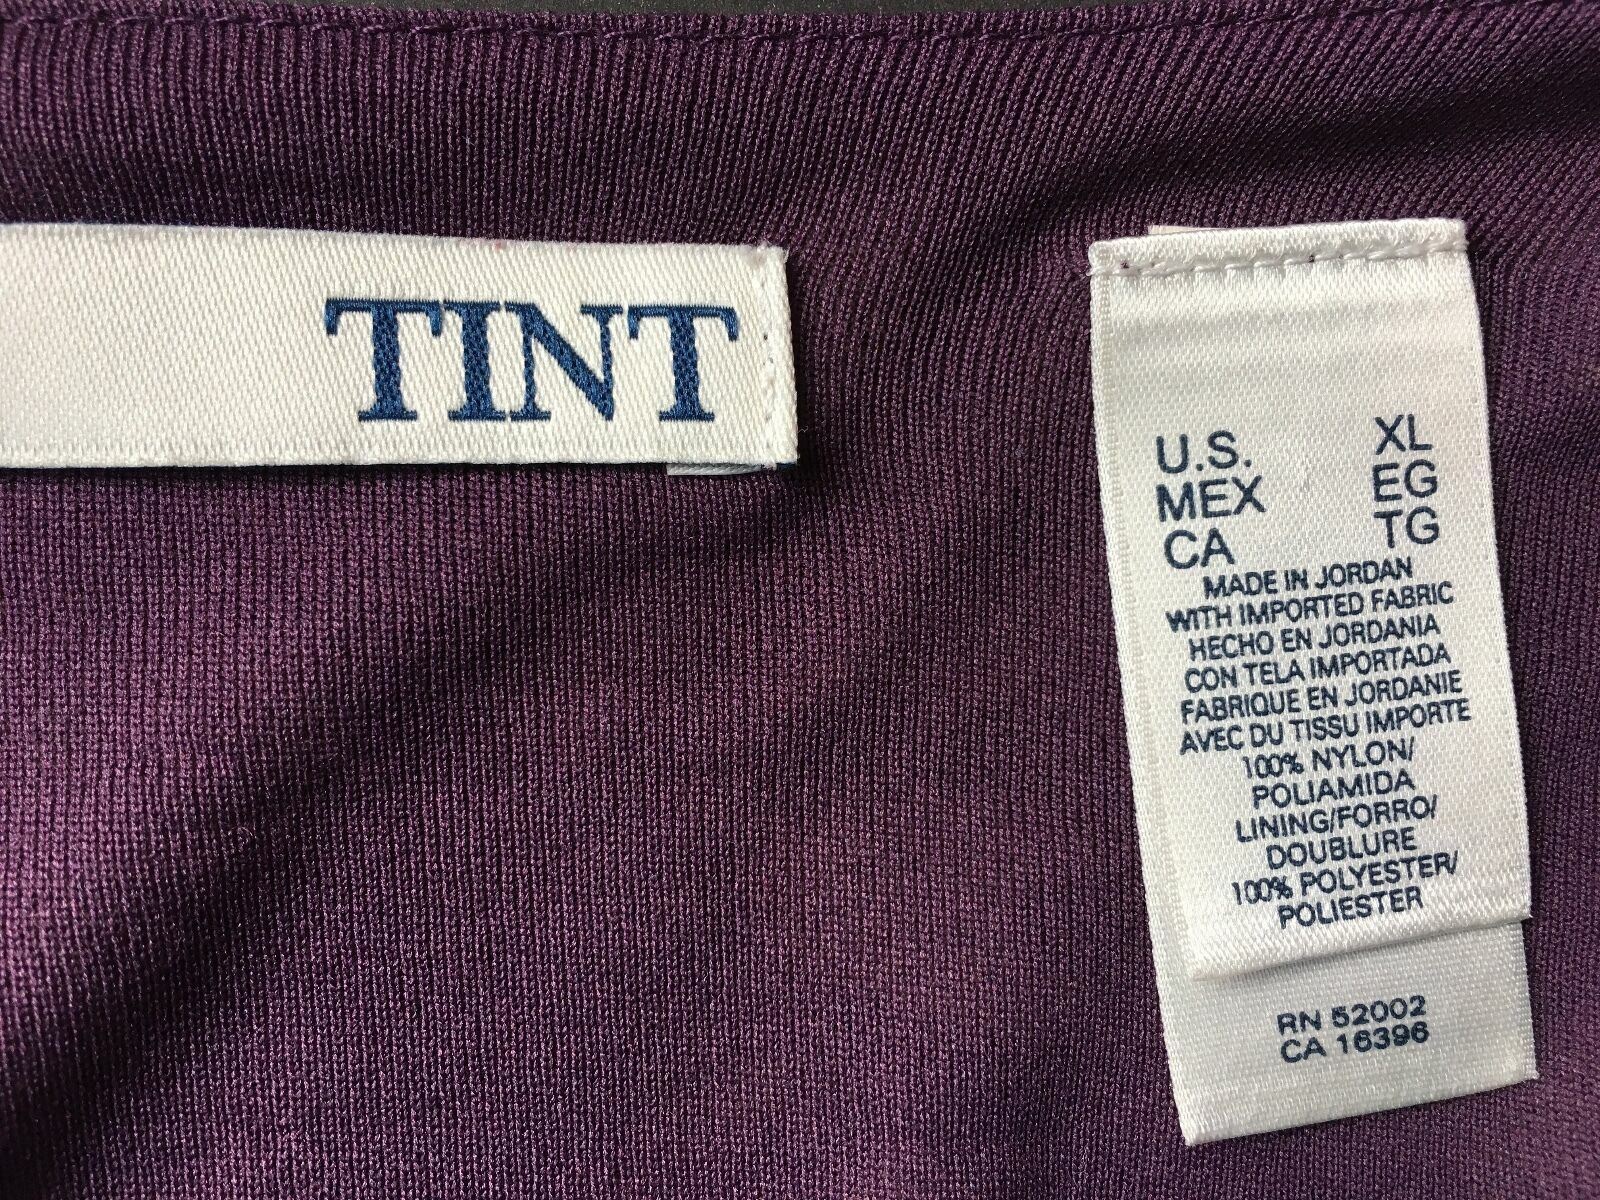 TINT
U.S. XL
MEX EG
CA TG
MADE IN JORDAN
WITH IMPORTED FABRIC
HECHO EN JORDANIA
CON TELA IMPORTADA
FABRIQUE EN JORDANIE
AVEC DU TISSU IMPORTE
100% NYLON/
POLIAMIDA
LINING/FORRO/
DOUBLURE
100% POLYESTER/
POLIESTER
RN 52002
CA 16396